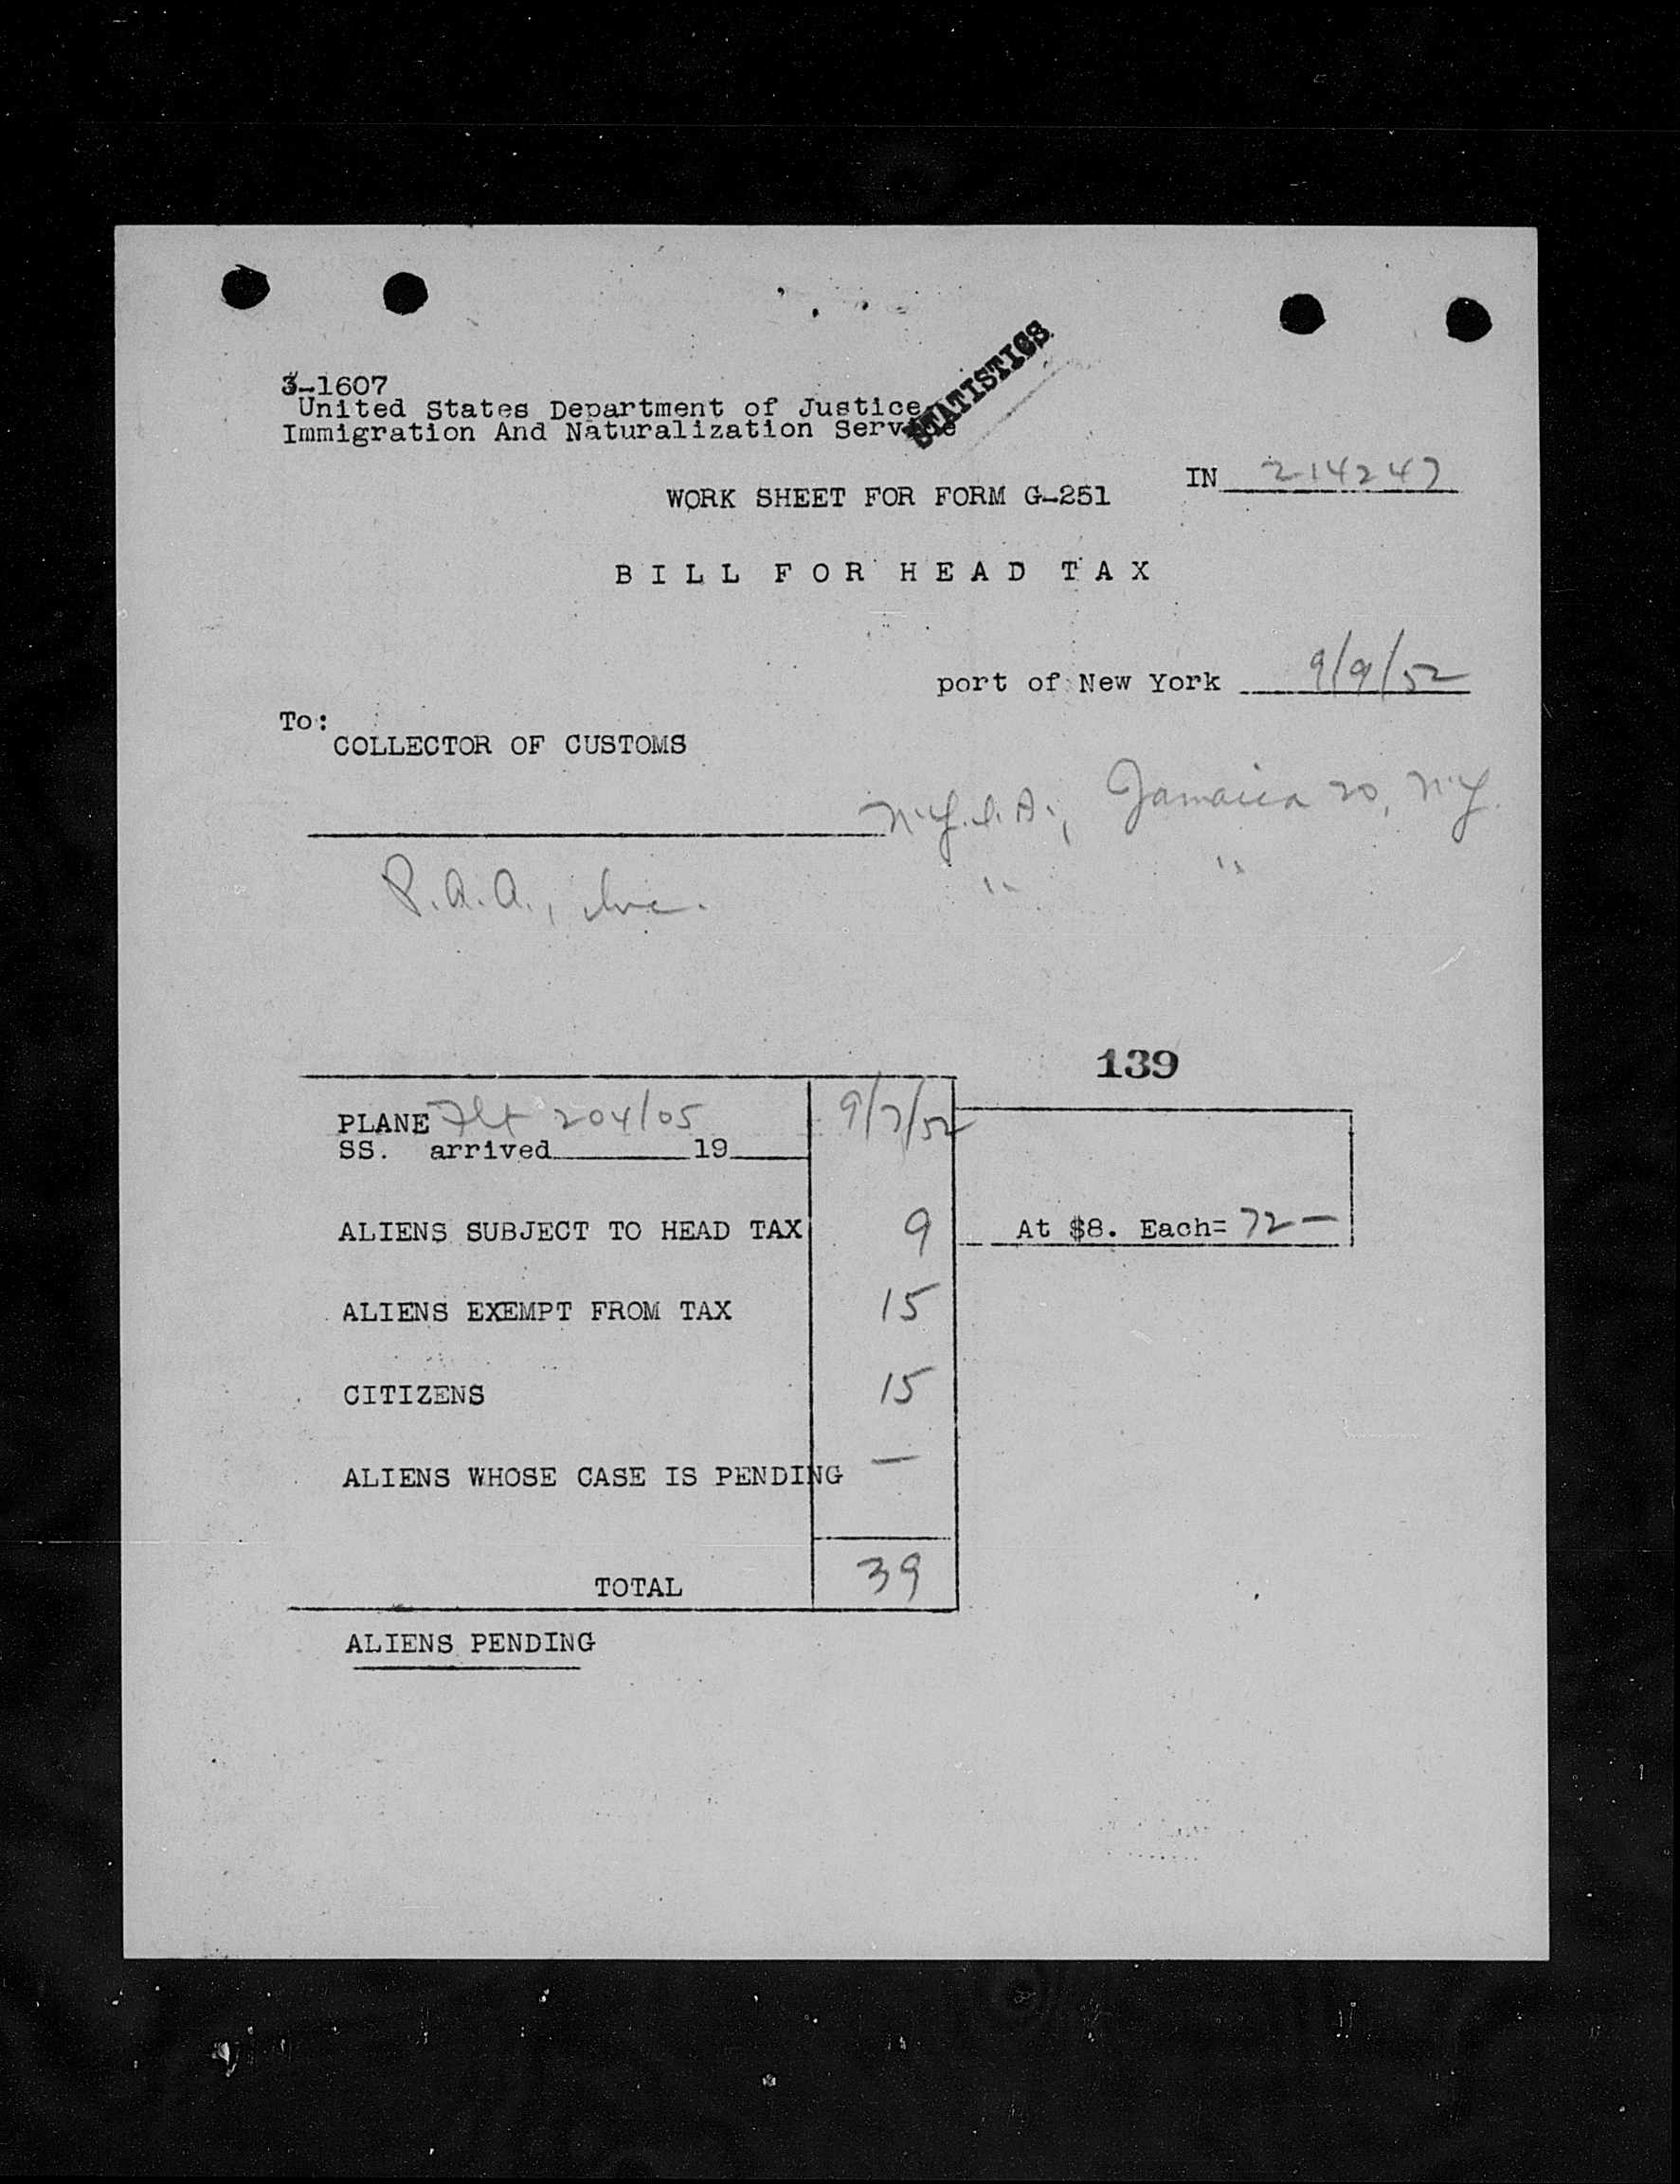 STATISTICS
3-1607
United States Department of Justice
Immigration And Naturalization Service
IN 214247
WORK SHEET FOR FORM G-251
BILL FOR HEAD TAX
port of New York 9/9/52
To:
COLLECTOR OF CUSTOMS
N.Y.I.A., Jamaica 20, N.Y.
P.A.A., Inc. " "
139
PLANE Flt 204/05 9/7/52
SS. arrived 19
ALIENS SUBJECT TO HEAD TAX 9 At $8. Each= 72—
ALIENS EXEMPT FROM TAX 15
CITIZENS 15
ALIENS WHOSE CASE IS PENDING —
TOTAL 39
ALIENS PENDING